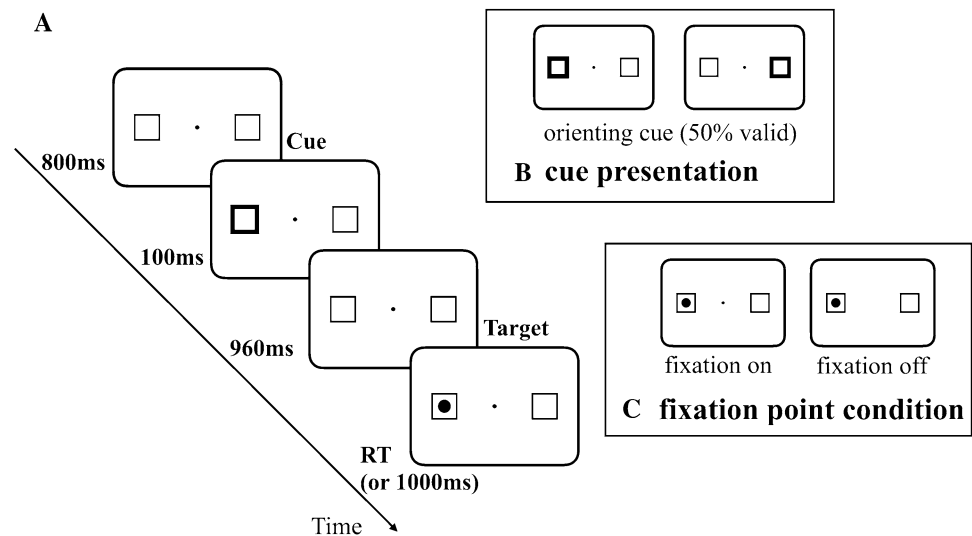 A
800ms
Cue
100ms
960ms
Target
RT
(or 1000ms)
Time
orienting cue (50% valid)
B cue presentation
fixation on fixation off
C fixation point condition